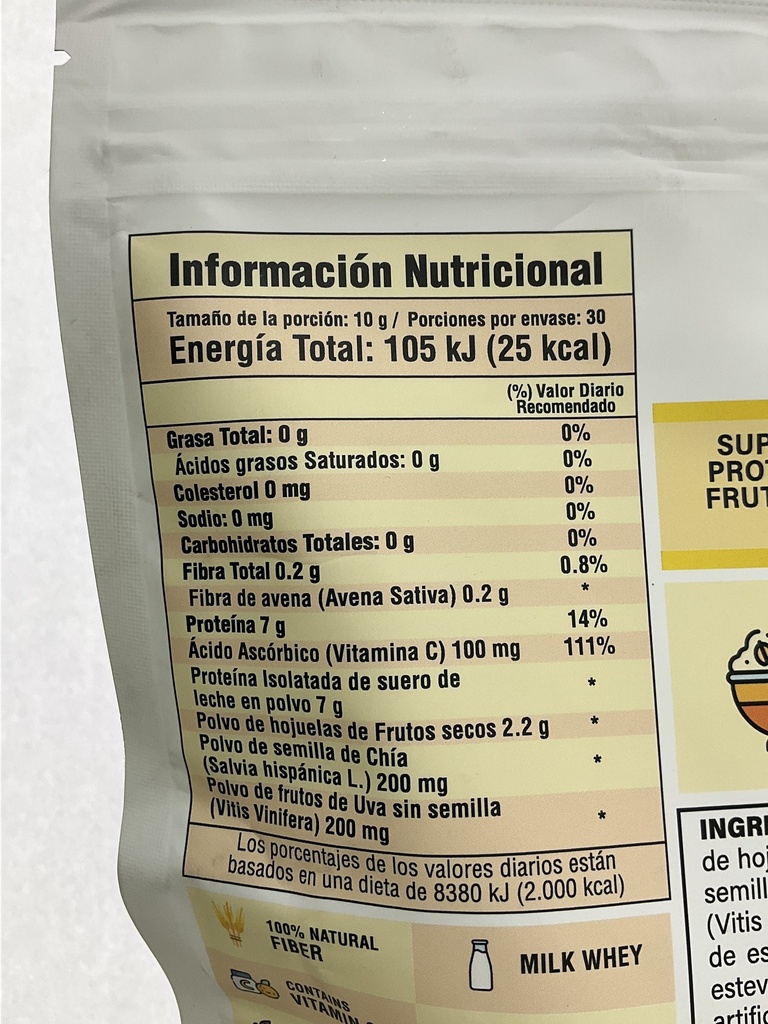 Información Nutricional
Tamaño de la porción: 10 g / Porciones por envase: 30
Energía Total: 105 kJ (25 kcal)
(%) Valor Diario
Recomendado
Grasa Total: 0 g 0%
Ácidos grasos Saturados: 0 g 0%
Colesterol 0 mg 0%
Sodio: 0 mg 0%
Carbohidratos Totales: 0 g 0%
Fibra Total 0.2 g 0.8%
Fibra de avena (Avena Sativa) 0.2 g *
Proteína 7 g 14%
Ácido Ascórbico (Vitamina C) 100 mg 111%
Proteína Isolatada de suero de
leche en polvo 7 g *
Polvo de hojuelas de Frutos secos 2.2 g *
Polvo de semilla de Chía
(Salvia hispánica L.) 200 mg *
Polvo de frutos de Uva sin semilla
(Vitis Vinifera) 200 mg *
Los porcentajes de los valores diarios están
basados en una dieta de 8380 kJ (2.000 kcal)
100% NATURAL
FIBER
MILK WHEY
C
CONTAINS
VITAMIN
SUP
PRO
FRUT
INGRE
de hoj
semill
(Vitis
de es
estev
artific